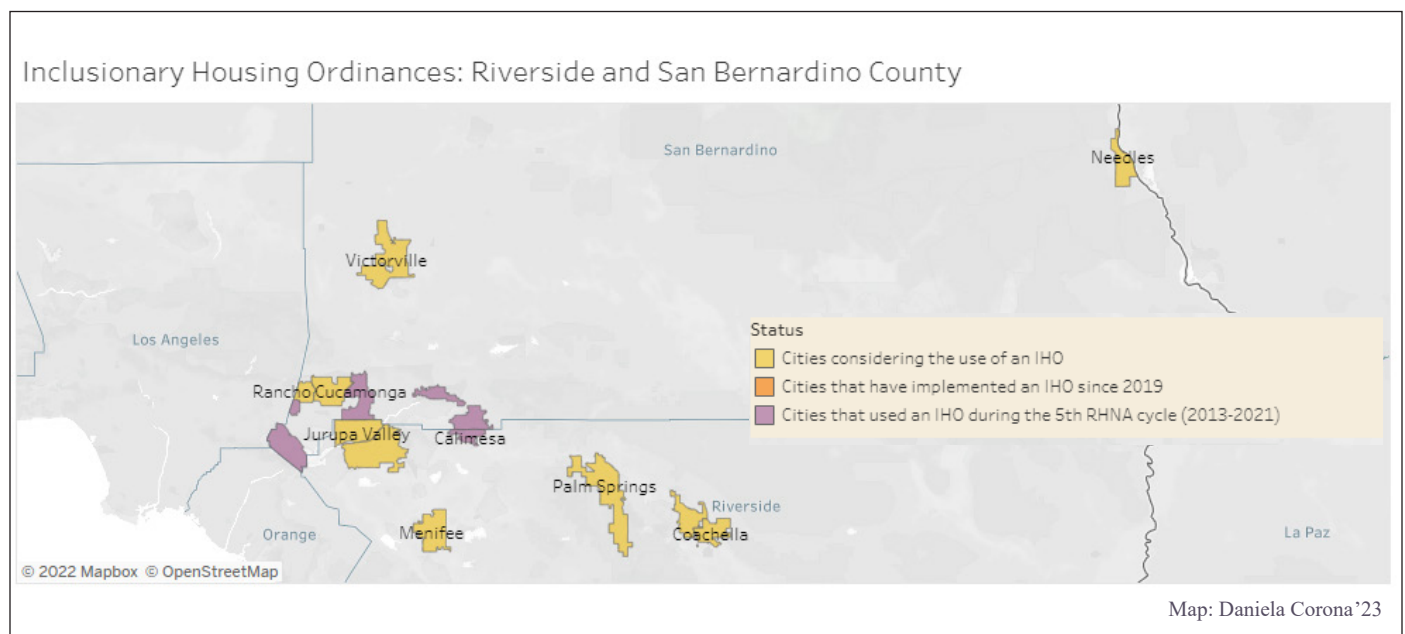 Inclusionary Housing Ordinances: Riverside and San Bernardino County
San Bernardino
Needles
Victorville
Los Angeles
Status
Cities considering the use of an IHO
Cities that have implemented an IHO since 2019
Cities that used an IHO during the 5th RHNA cycle (2013-2021)
Rancho Cucamonga
Jurupa Valley
Calimesa
Palm Springs
Riverside
Orange
Menifee
Coachella
La Paz
© 2022 Mapbox © OpenStreetMap
Map: Daniela Corona’23